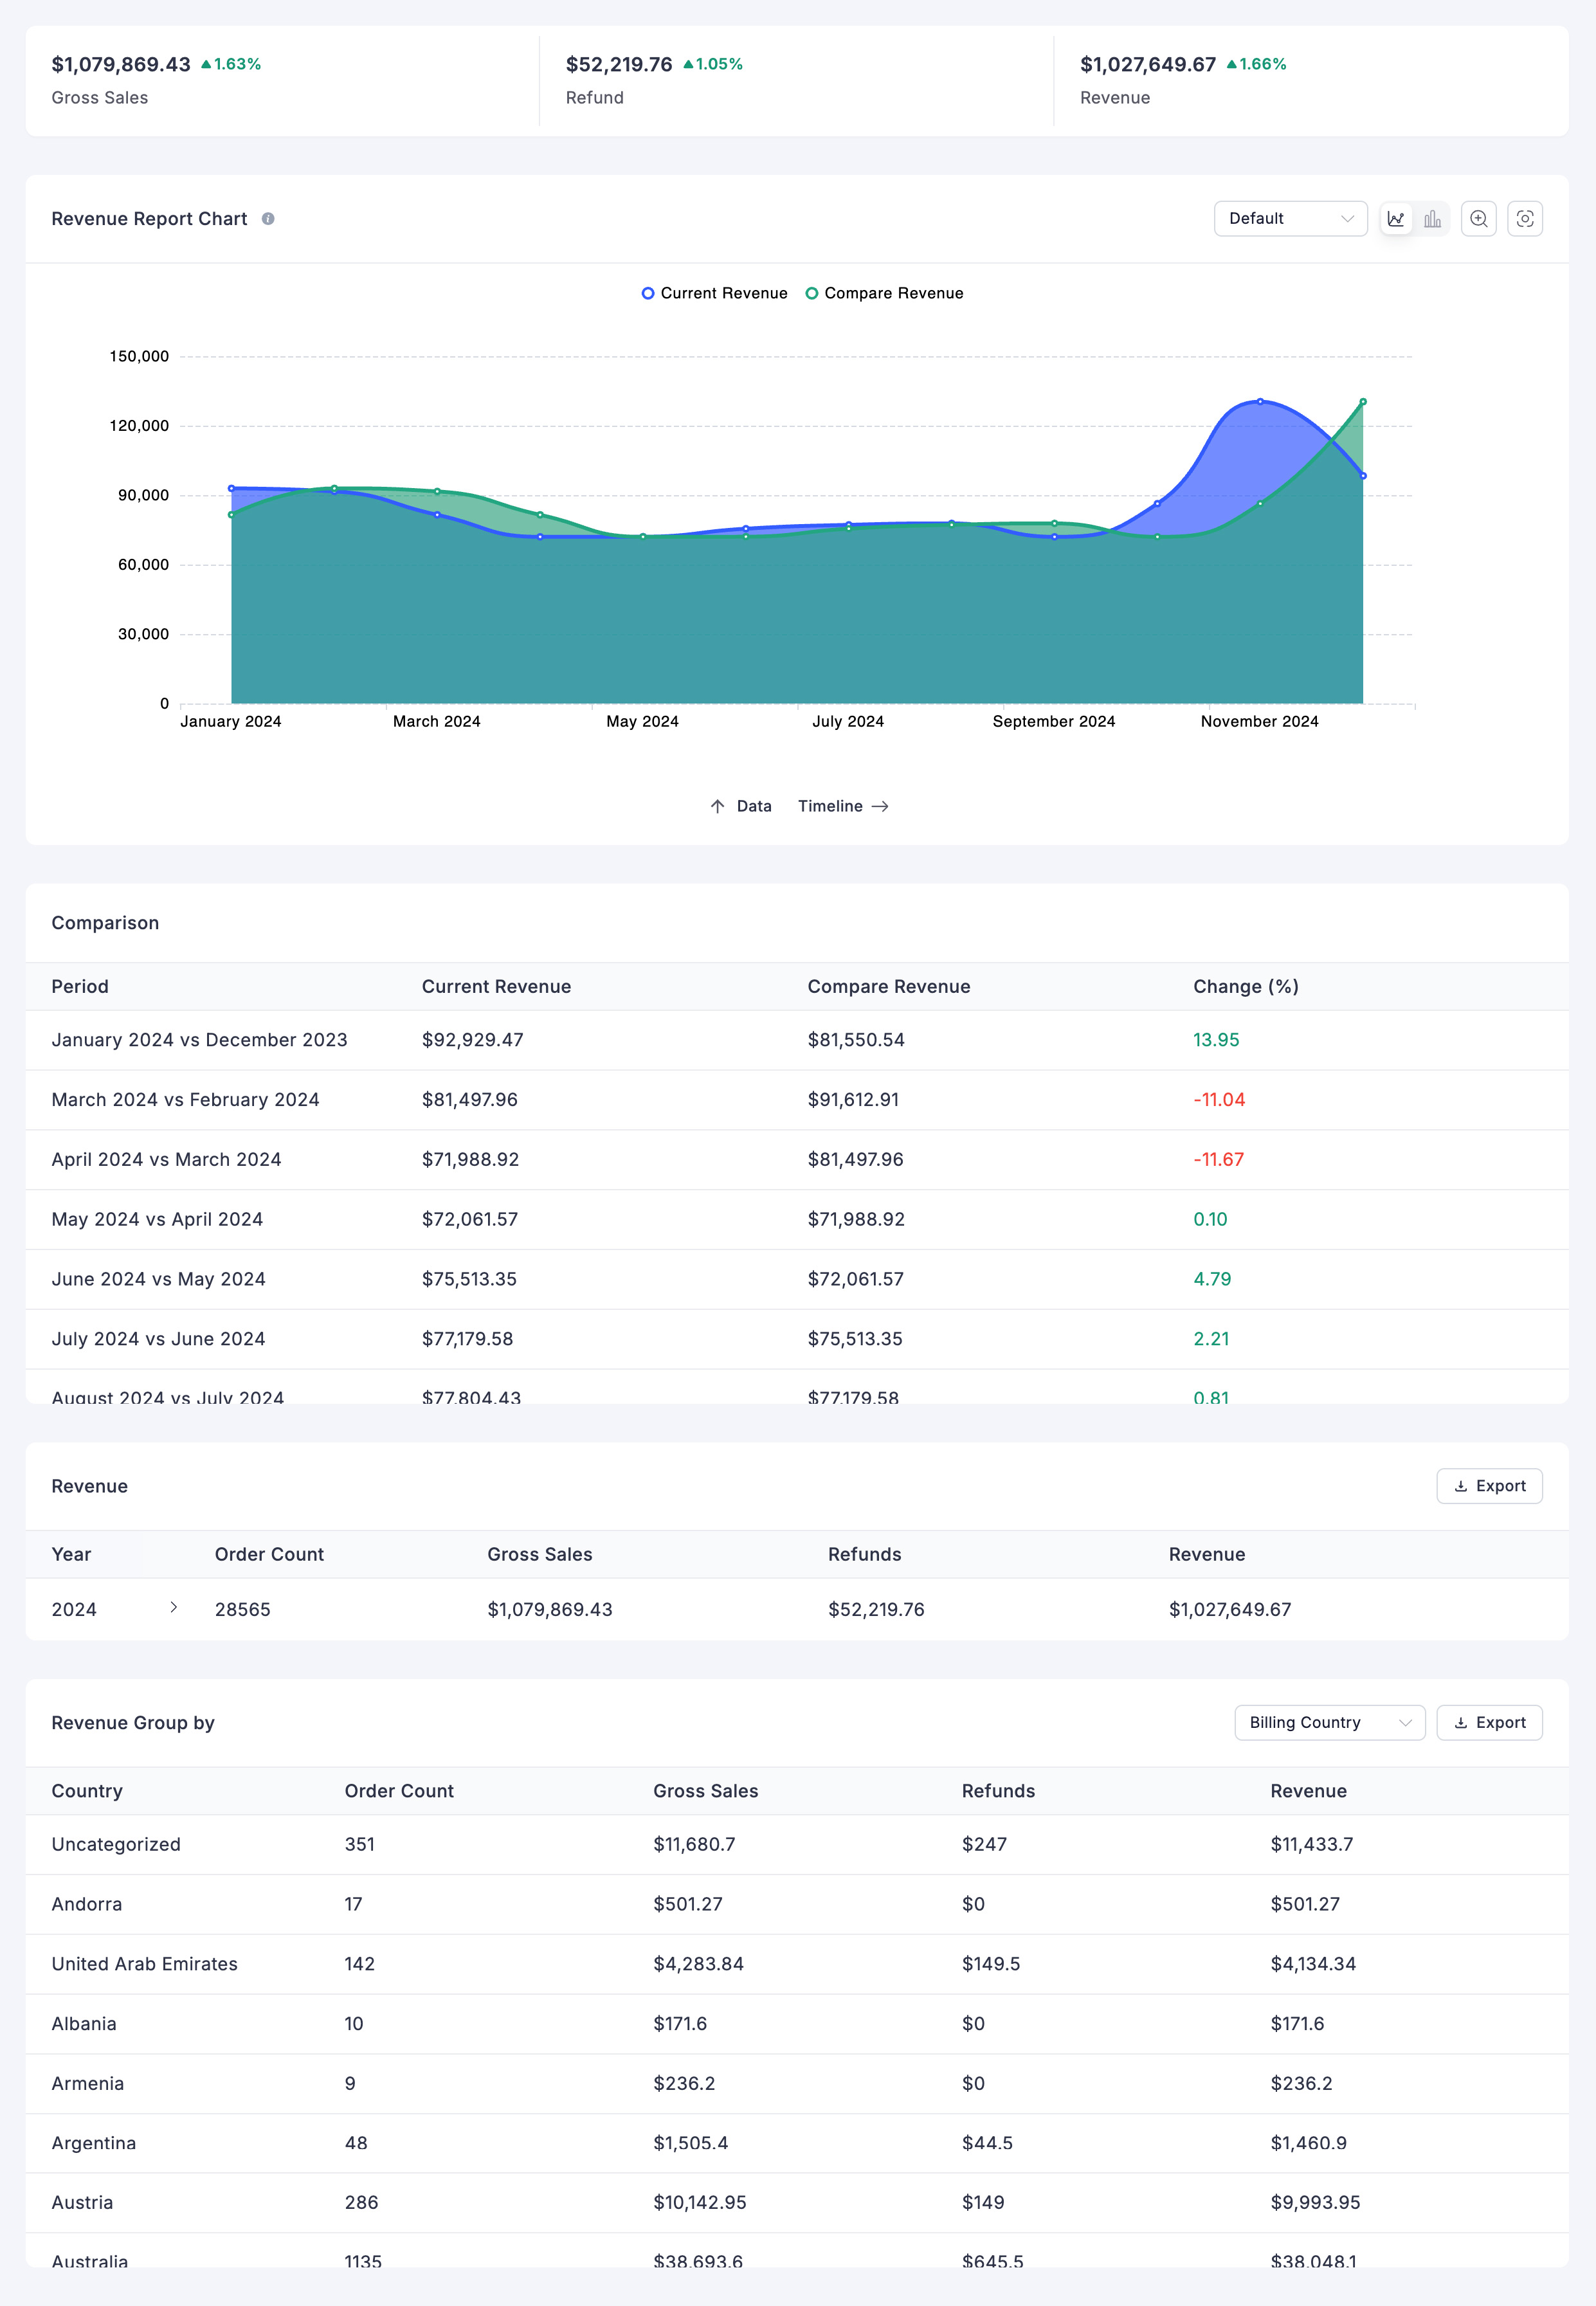 $1,079,869.43 ▲1.63%
Gross Sales
$52,219.76 ▲1.05%
Refund
$1,027,649.67 ▲1.66%
Revenue
Revenue Report Chart
Default
Current Revenue Compare Revenue
150,000
120,000
90,000
60,000
30,000
0
January 2024 March 2024 May 2024 July 2024 September 2024 November 2024
↑ Data Timeline →
Comparison
Period Current Revenue Compare Revenue Change (%)
January 2024 vs December 2023 $92,929.47 $81,550.54 13.95
March 2024 vs February 2024 $81,497.96 $91,612.91 -11.04
April 2024 vs March 2024 $71,988.92 $81,497.96 -11.67
May 2024 vs April 2024 $72,061.57 $71,988.92 0.10
June 2024 vs May 2024 $75,513.35 $72,061.57 4.79
July 2024 vs June 2024 $77,179.58 $75,513.35 2.21
August 2024 vs July 2024 $77,804.43 $77,179.58 0.81
Revenue
Export
Year Order Count Gross Sales Refunds Revenue
2024 > 28565 $1,079,869.43 $52,219.76 $1,027,649.67
Revenue Group by
Billing Country
Export
Country Order Count Gross Sales Refunds Revenue
Uncategorized 351 $11,680.7 $247 $11,433.7
Andorra 17 $501.27 $0 $501.27
United Arab Emirates 142 $4,283.84 $149.5 $4,134.34
Albania 10 $171.6 $0 $171.6
Armenia 9 $236.2 $0 $236.2
Argentina 48 $1,505.4 $44.5 $1,460.9
Austria 286 $10,142.95 $149 $9,993.95
Australia 1135 $38,693.6 $645.5 $38,048.1